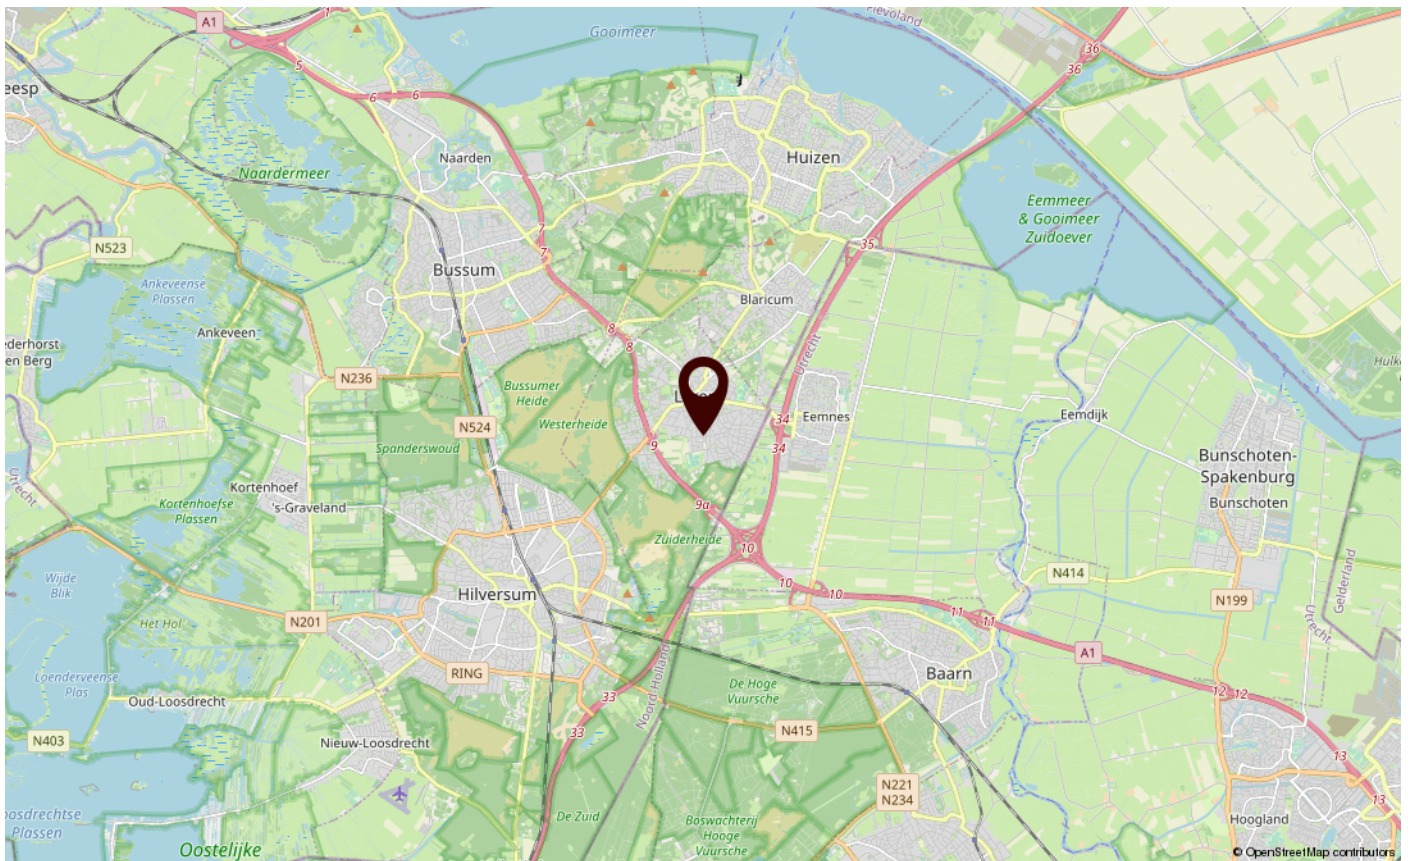 A1
1
Gooimeer
Flevoland
36
36
5
6
6
eesp
Naarden
Huizen
Naardermeer
Eemmeer
& Gooimeer
Zuidoever
N523
7
7
35
Bussum
Ankeveense
Plassen
Blaricum
Ankeveen
8
8
ederhorst
en Berg
Utrecht
Hulk
N236
Bussumer
Heide
Westerheide
Eemnes
34
34
Eemdijk
N524
9
Spanderswoud
Bunschoten-
Spakenburg
Bunschoten
Utrecht
Kortenhoef
's-Graveland
Kortenhoefse
Plassen
9a
Zuiderheide
10
Wijde
Blik
Hilversum
10
10
N414
N199
Gelderland
Utrecht
Het Hol
N201
11
11
A1
Loenderveense
Plas
RING
Noord-Holland
Baarn
De Hoge
Vuursche
33
12
12
Oud-Loosdrecht
N403
Nieuw-Loosdrecht
33
N415
13
N221
N234
13
oosdrechtse
Plassen
De Zuid
Boswachterij
Hooge
Vuursche
Hoogland
Oostelijke
© OpenStreetMap contributors